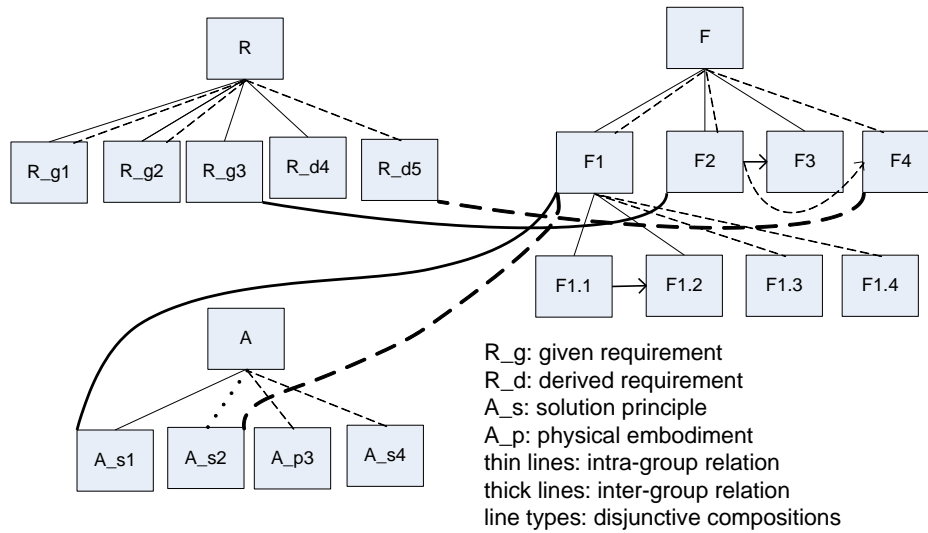 R
F
R_g1
R_g2
R_g3
R_d4
R_d5
F1
F2
F3
F4
F1.1
F1.2
F1.3
F1.4
A
A_s1
A_s2
A_p3
A_s4
R_g: given requirement
R_d: derived requirement
A_s: solution principle
A_p: physical embodiment
thin lines: intra-group relation
thick lines: inter-group relation
line types: disjunctive compositions